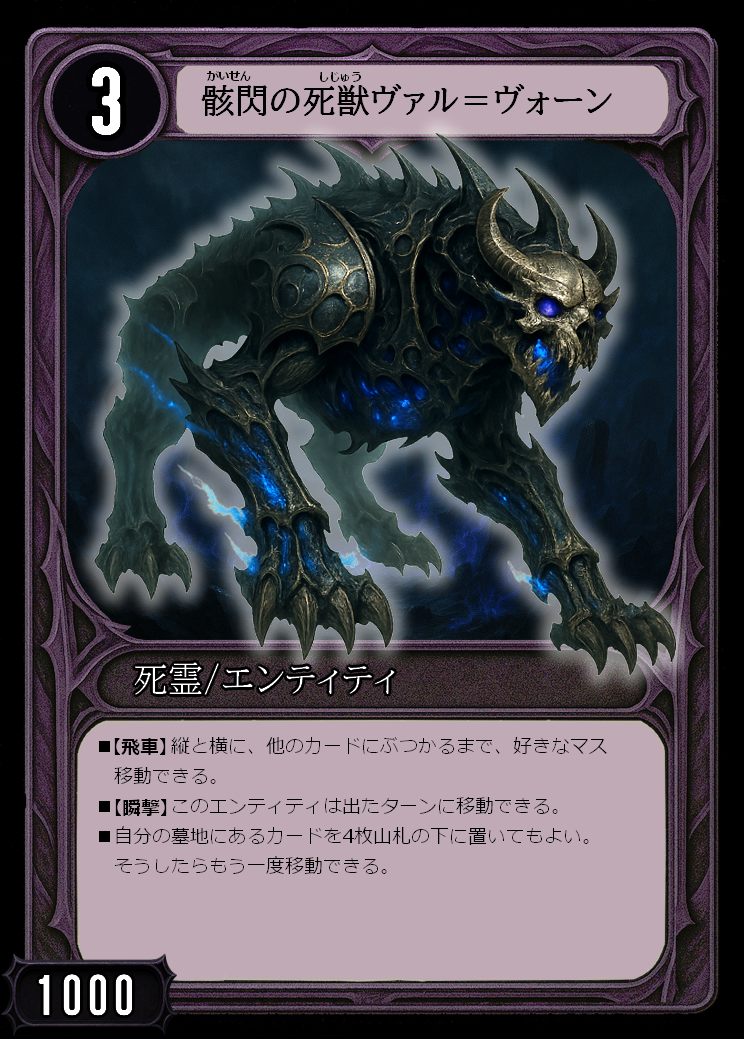 3
かいせん しじゅう
骸閃の死獣ヴァル＝ヴォーン
死霊/エンティティ
■【飛車】縦と横に、他のカードにぶつかるまで、好きなマス
移動できる。
■【瞬撃】このエンティティは出たターンに移動できる。
■自分の墓地にあるカードを4枚山札の下に置いてもよい。
そうしたらもう一度移動できる。
1000